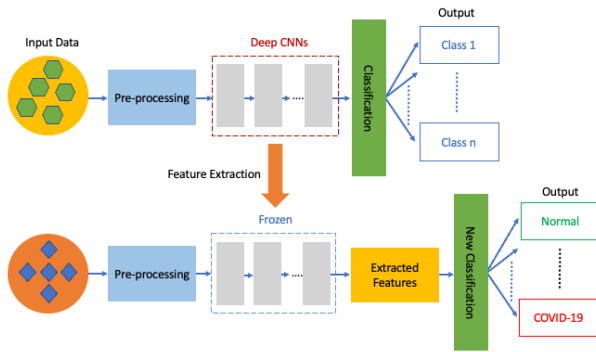 Output
Input Data
Deep CNNs
Class 1
Pre-processing
....
Classification
Class n
Feature Extraction
Frozen
Output
Normal
Pre-processing
....
Extracted
Features
New Classification
COVID-19